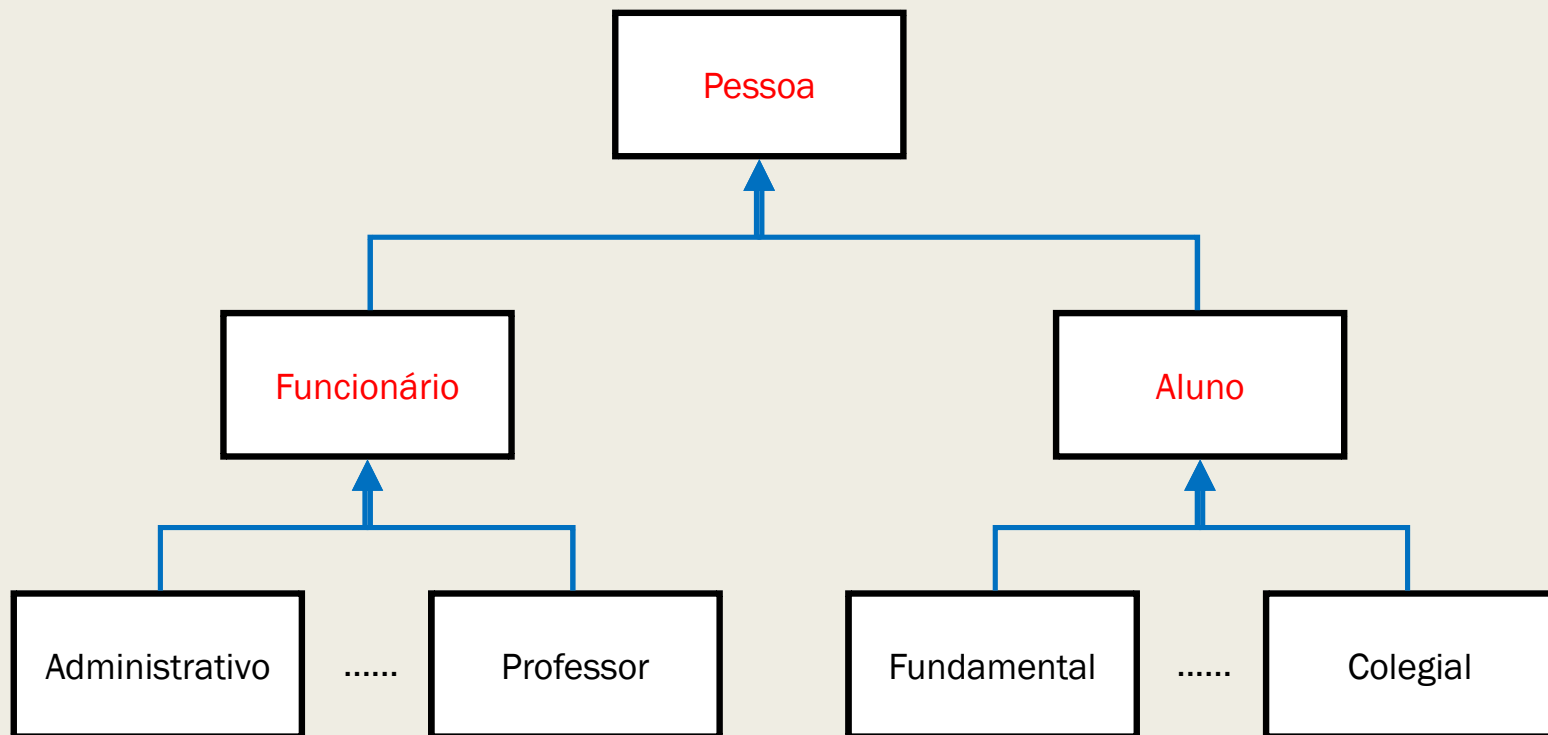 Pessoa
Funcionário
Aluno
Administrativo
......
Professor
Fundamental
......
Colegial